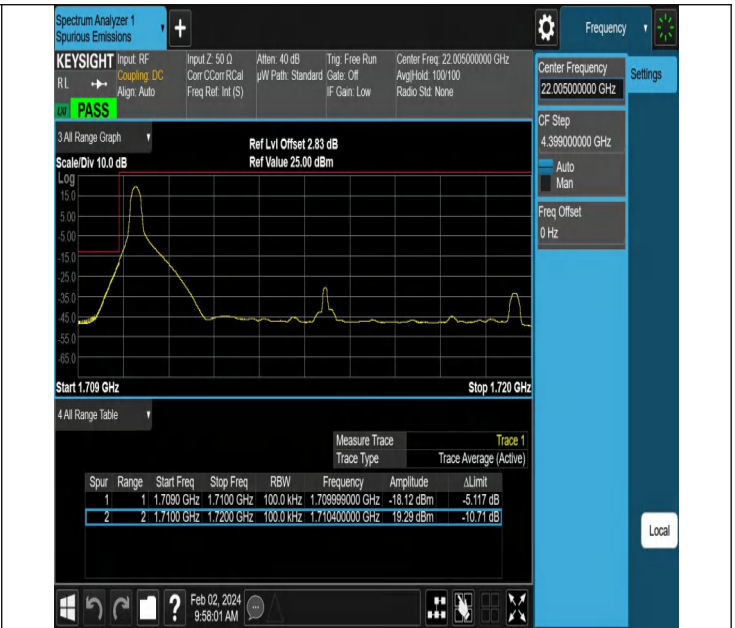 Spectrum Analyzer 1
Spurious Emissions
Frequency
KEYSIGHT Input: RF Input Z: 50 Ω Atten: 40 dB Trig: Free Run Center Freq: 22.005000000 GHz
RL Coupling: DC Corr CCorr RCal µW Path: Standard Gate: Off Avg|Hold: 100/100
Align: Auto Freq Ref: Int (S) IF Gain: Low Radio Std: None
PASS
Center Frequency
22.005000000 GHz
Settings
CF Step
4.399000000 GHz
Auto
Man
Freq Offset
0 Hz
3 All Range Graph
Ref Lvl Offset 2.83 dB
Scale/Div 10.0 dB Ref Value 25.00 dBm
Log
15.0
5.00
-5.00
-15.0
-25.0
-35.0
-45.0
-55.0
-65.0
Start 1.709 GHz Stop 1.720 GHz
4 All Range Table
Measure Trace Trace 1
Trace Type Trace Average (Active)
Spur Range Start Freq Stop Freq RBW Frequency Amplitude ΔLimit
1 1 1.7090 GHz 1.7100 GHz 100.0 kHz 1.709999000 GHz -18.12 dBm -5.117 dB
2 2 1.7100 GHz 1.7200 GHz 100.0 kHz 1.710400000 GHz 19.29 dBm -10.71 dB
Local
Feb 02, 2024
9:58:01 AM